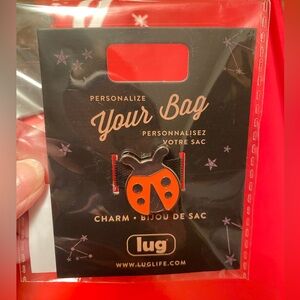 PERSONALIZE
Your Bag
PERSONNALISEZ
VOTRE SAC
CHARM • BIJOU DE SAC
lug
WWW.LUGLIFE.COM